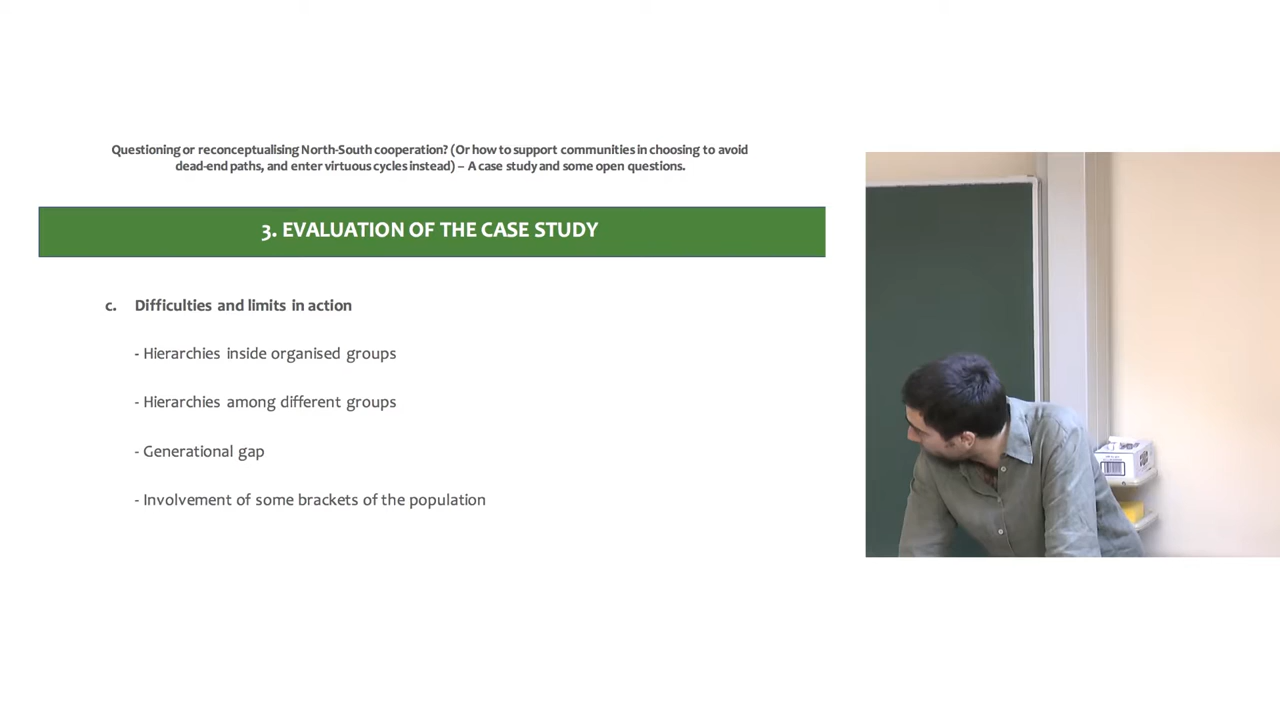 Questioning or reconceptualising North-South cooperation? (Or how to support communities in choosing to avoid
dead-end paths, and enter virtuous cycles instead) – A case study and some open questions.
3. EVALUATION OF THE CASE STUDY
c. Difficulties and limits in action
- Hierarchies inside organised groups
- Hierarchies among different groups
- Generational gap
- Involvement of some brackets of the population